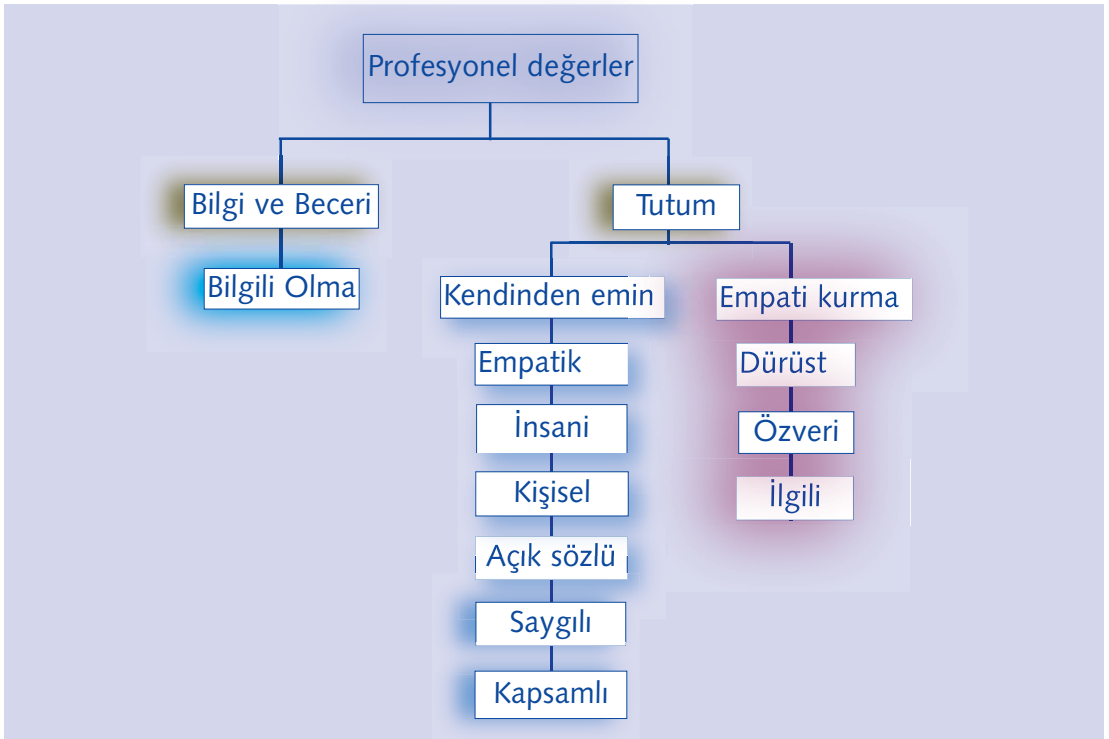 Profesyonel değerler
Bilgi ve Beceri
Bilgili Olma
Tutum
Kendinden emin
Empatik
İnsani
Kişisel
Açık sözlü
Saygılı
Kapsamlı
Empati kurma
Dürüst
Özveri
İlgili